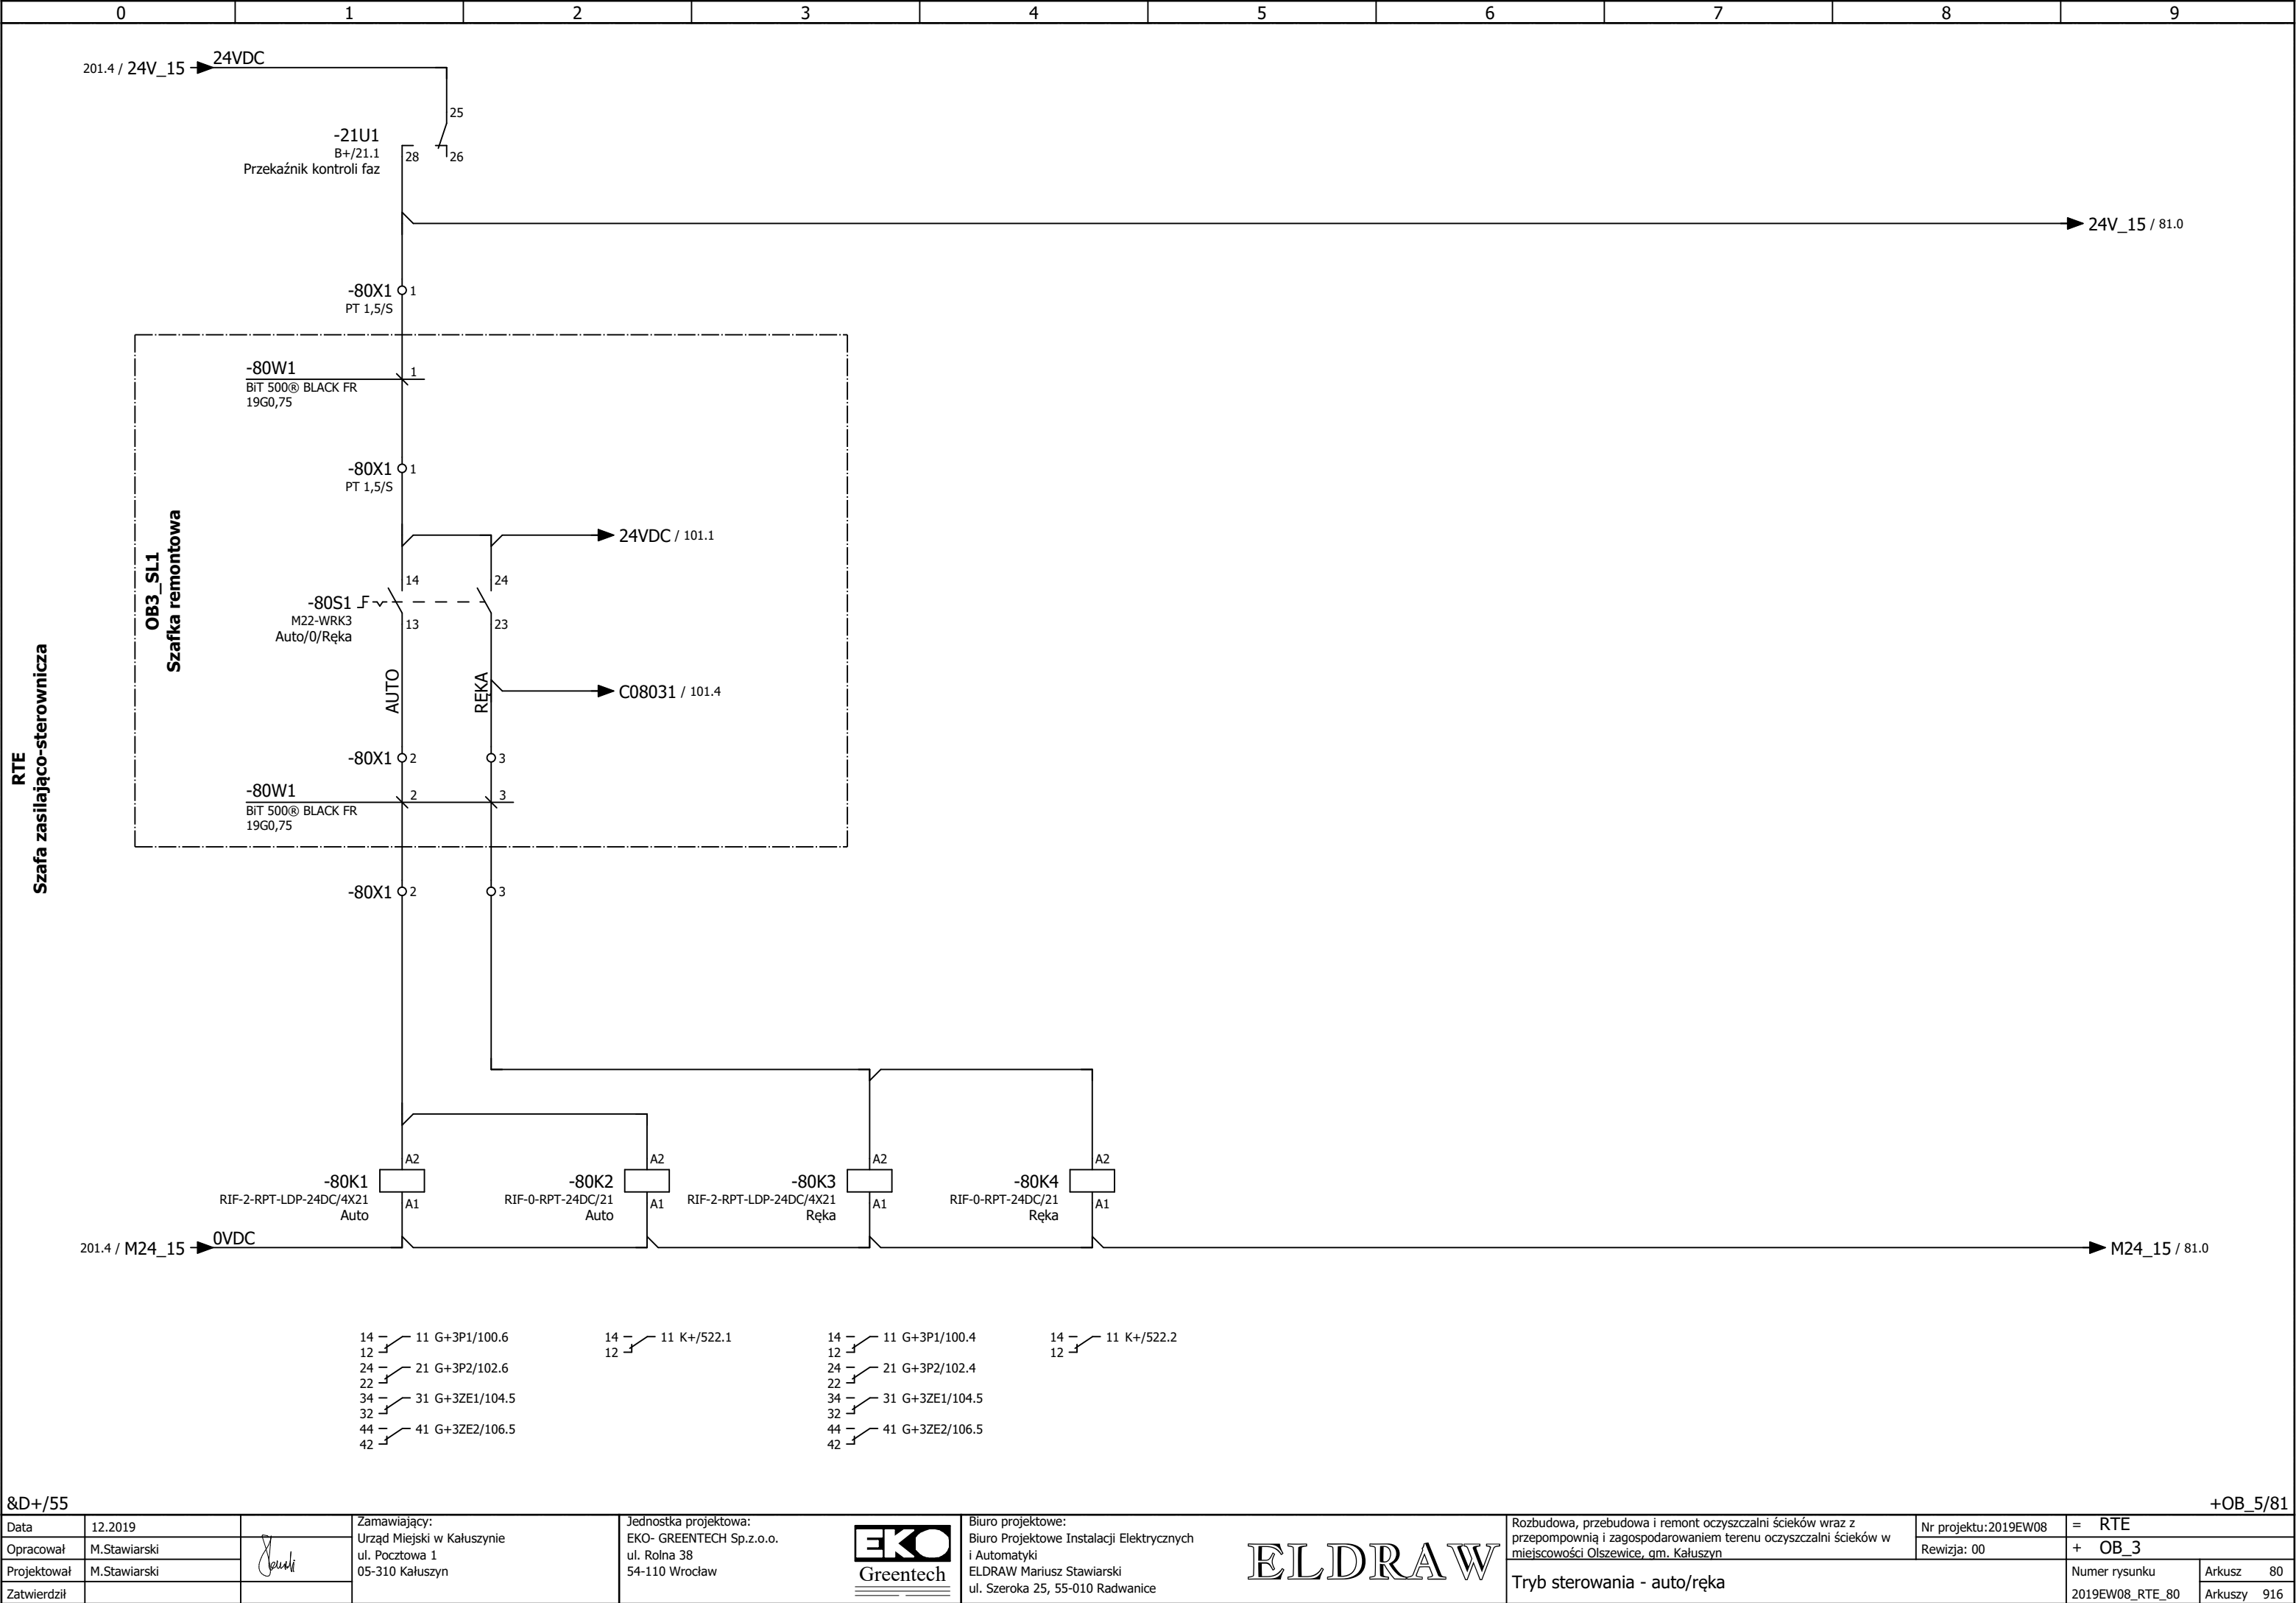 0 1 2 3 4 5 6 7 8 9
201.4 / 24V_15
24VDC
25
-21U1
B+/21.1
Przekaźnik kontroli faz
28
26
24V_15 / 81.0
-80X1
1
PT 1,5/S
-80W1
1
BiT 500® BLACK FR
19G0,75
-80X1
1
PT 1,5/S
OB3_SL1
Szafka remontowa
RTE
Szafa zasilająco-sterownicza
24VDC / 101.1
14
24
-80S1
M22-WRK3
Auto/0/Ręka
13
23
AUTO
RĘKA
C08031 / 101.4
-80X1
2
3
-80W1
2
3
BiT 500® BLACK FR
19G0,75
-80X1
2
3
A2
A2
A2
A2
-80K1
RIF-2-RPT-LDP-24DC/4X21
Auto
A1
-80K2
RIF-0-RPT-24DC/21
Auto
A1
-80K3
RIF-2-RPT-LDP-24DC/4X21
Ręka
A1
-80K4
RIF-0-RPT-24DC/21
Ręka
A1
201.4 / M24_15
0VDC
M24_15 / 81.0
14 11 G+3P1/100.6
12
24 21 G+3P2/102.6
22
34 31 G+3ZE1/104.5
32
44 41 G+3ZE2/106.5
42
14 11 K+/522.1
12
14 11 G+3P1/100.4
12
24 21 G+3P2/102.4
22
34 31 G+3ZE1/104.5
32
44 41 G+3ZE2/106.5
42
14 11 K+/522.2
12
&D+/55
+OB_5/81
Data 12.2019
Opracował M.Stawiarski
Projektował M.Stawiarski
Zatwierdził
Zamawiający:
Urząd Miejski w Kałuszynie
ul. Pocztowa 1
05-310 Kałuszyn
Jednostka projektowa:
EKO- GREENTECH Sp.z.o.o.
ul. Rolna 38
54-110 Wrocław
EKO
Greentech
Biuro projektowe:
Biuro Projektowe Instalacji Elektrycznych
i Automatyki
ELDRAW Mariusz Stawiarski
ul. Szeroka 25, 55-010 Radwanice
ELDRAW
Rozbudowa, przebudowa i remont oczyszczalni ścieków wraz z
przepompownią i zagospodarowaniem terenu oczyszczalni ścieków w
miejscowości Olszewice, gm. Kałuszyn
Tryb sterowania - auto/ręka
Nr projektu:2019EW08
Rewizja: 00
= RTE
+ OB_3
Numer rysunku
2019EW08_RTE_80
Arkusz 80
Arkuszy 916